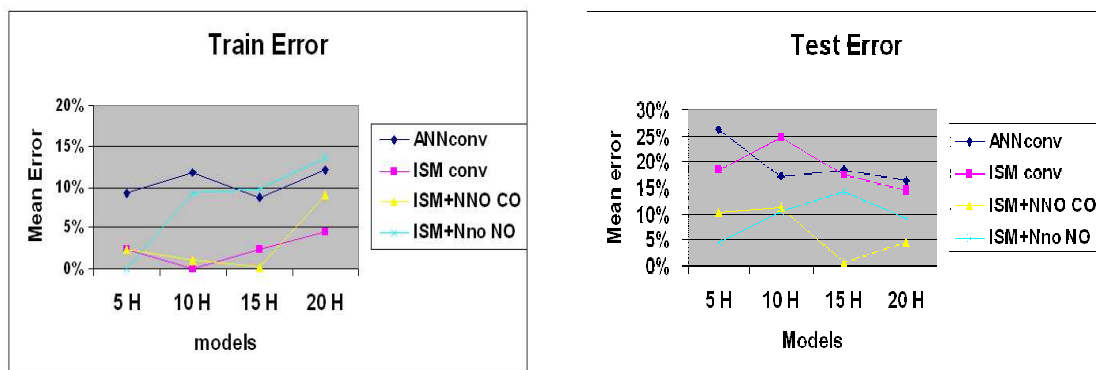 Train Error
20%
15%
10%
5%
0%
Mean Error
5 H 10 H 15 H 20 H
models
ANNconv
ISM conv
ISM+NNO CO
ISM+Nno NO
Test Error
30%
25%
20%
15%
10%
5%
0%
Mean error
5 H 10 H 15 H 20 H
Models
ANNconv
ISM conv
ISM+NNO CO
ISM+Nno NO